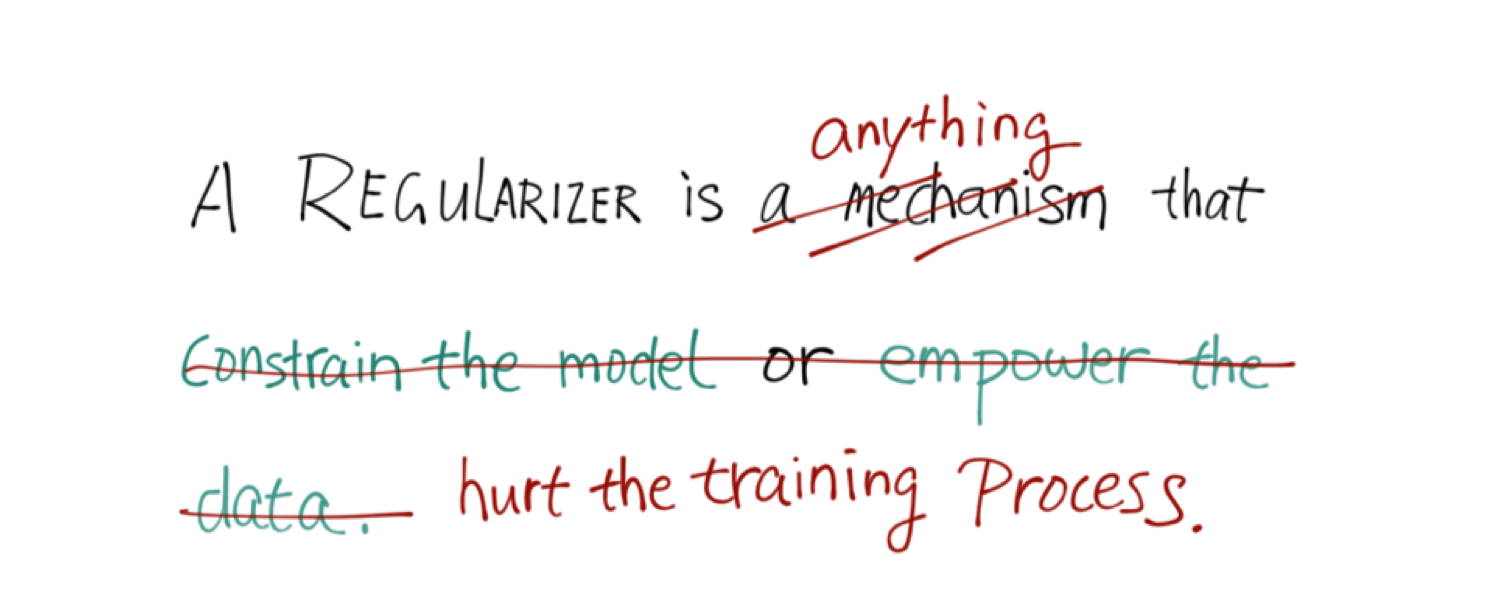 anything
A REGULARIZER is a mechanism that
Constrain the model or empower the
data. hurt the training Process.